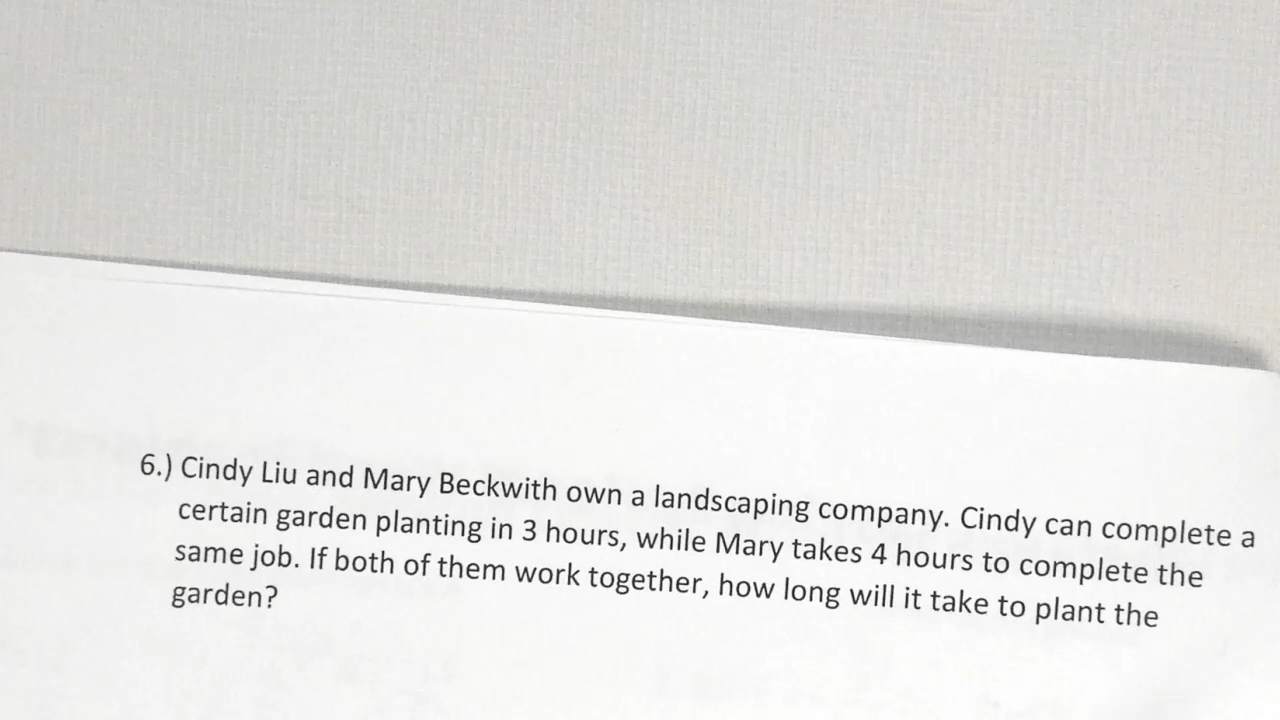 6.) Cindy Liu and Mary Beckwith own a landscaping company. Cindy can complete a
certain garden planting in 3 hours, while Mary takes 4 hours to complete the
same job. If both of them work together, how long will it take to plant the
garden?